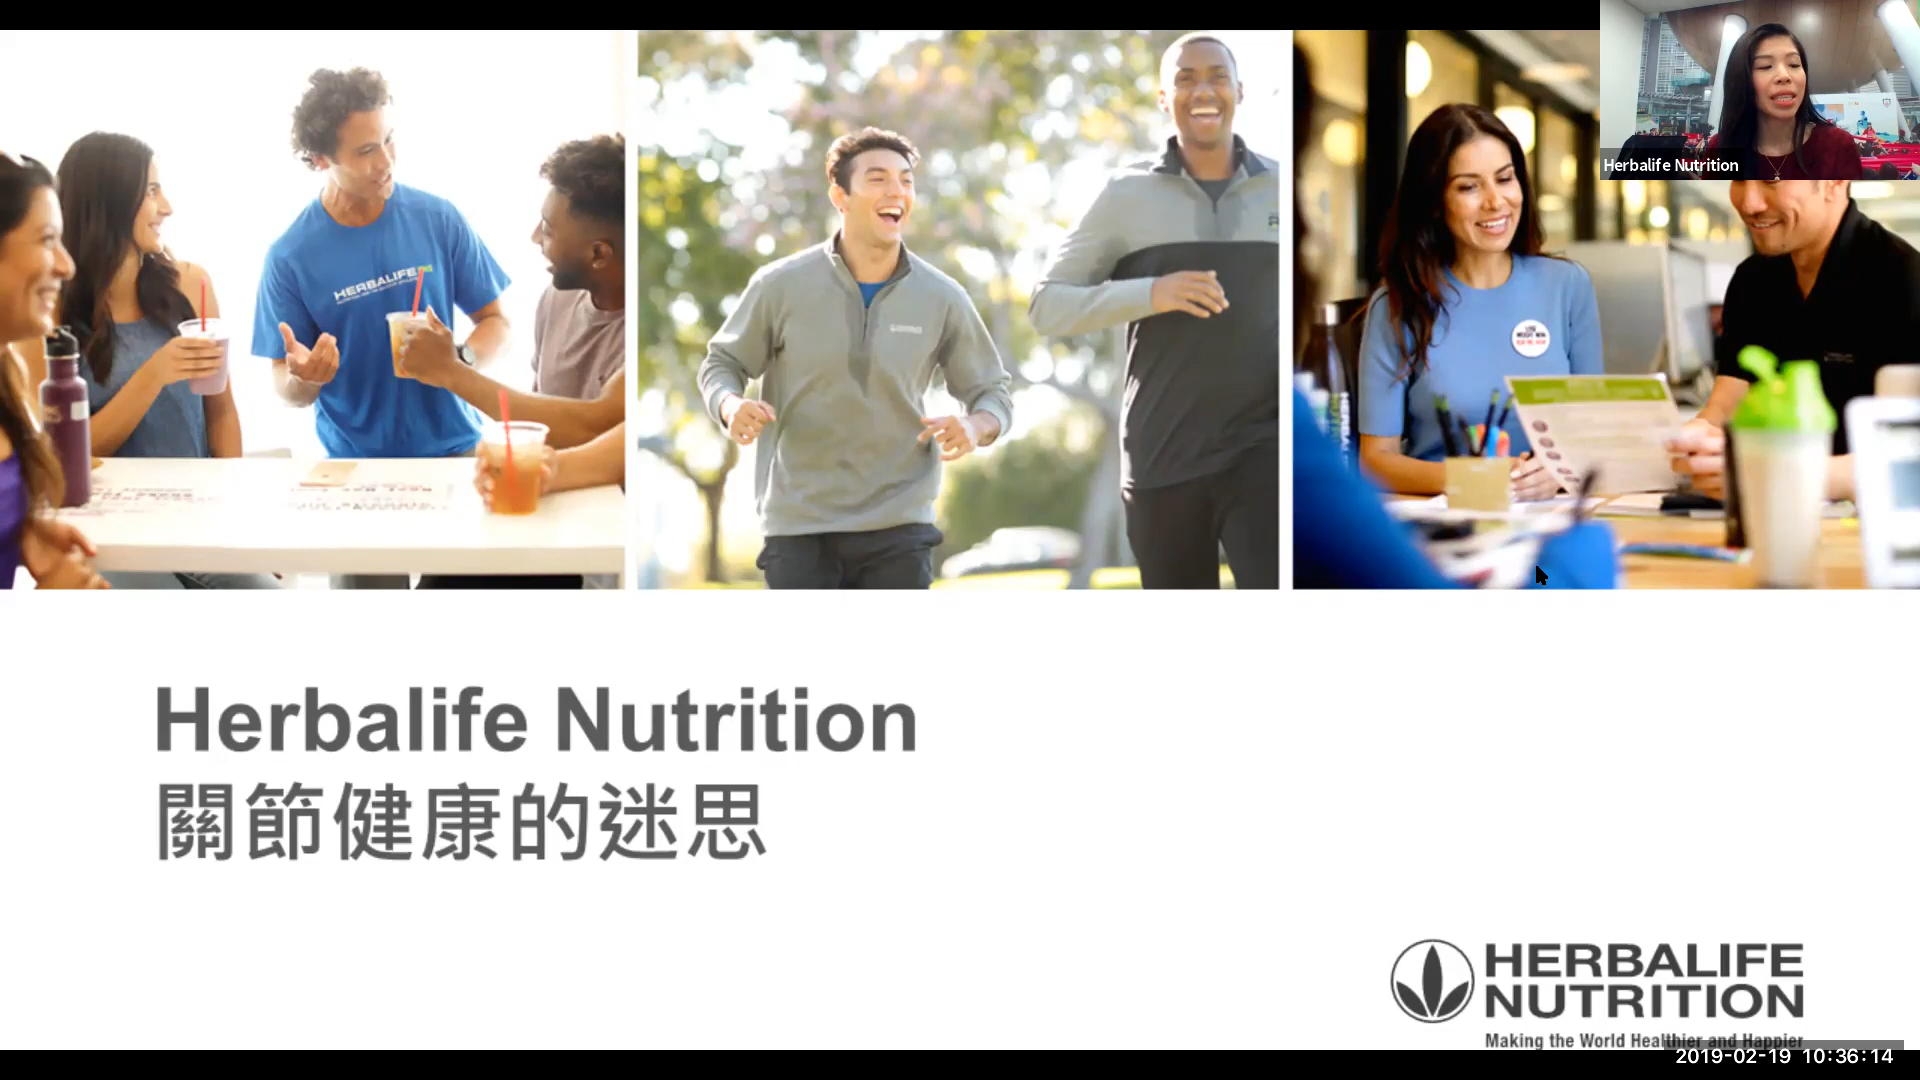 Herbalife Nutrition
HERBALIFE
Herbalife Nutrition
關節健康的迷思
HERBALIFE
NUTRITION
Making the World Healthier and Happier
2019-02-19 10:36:14